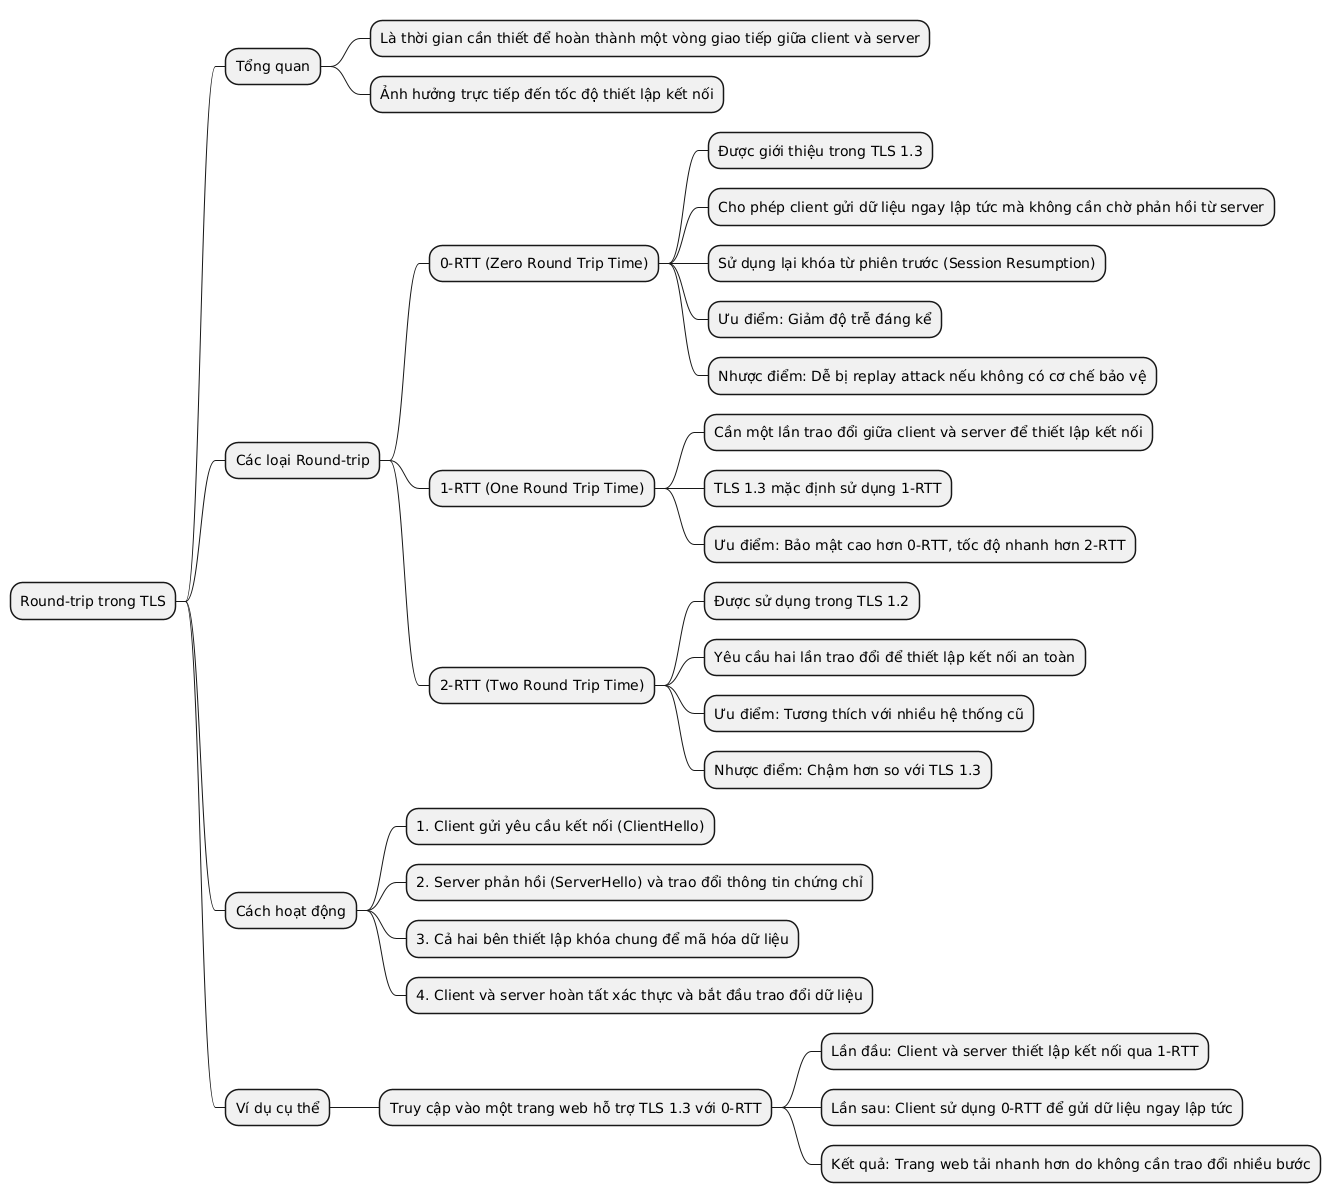 Round-trip trong TLS
Tổng quan
Là thời gian cần thiết để hoàn thành một vòng giao tiếp giữa client và server
Ảnh hưởng trực tiếp đến tốc độ thiết lập kết nối
Các loại Round-trip
0-RTT (Zero Round Trip Time)
Được giới thiệu trong TLS 1.3
Cho phép client gửi dữ liệu ngay lập tức mà không cần chờ phản hồi từ server
Sử dụng lại khóa từ phiên trước (Session Resumption)
Ưu điểm: Giảm độ trễ đáng kể
Nhược điểm: Dễ bị replay attack nếu không có cơ chế bảo vệ
1-RTT (One Round Trip Time)
Cần một lần trao đổi giữa client và server để thiết lập kết nối
TLS 1.3 mặc định sử dụng 1-RTT
Ưu điểm: Bảo mật cao hơn 0-RTT, tốc độ nhanh hơn 2-RTT
2-RTT (Two Round Trip Time)
Được sử dụng trong TLS 1.2
Yêu cầu hai lần trao đổi để thiết lập kết nối an toàn
Ưu điểm: Tương thích với nhiều hệ thống cũ
Nhược điểm: Chậm hơn so với TLS 1.3
Cách hoạt động
1. Client gửi yêu cầu kết nối (ClientHello)
2. Server phản hồi (ServerHello) và trao đổi thông tin chứng chỉ
3. Cả hai bên thiết lập khóa chung để mã hóa dữ liệu
4. Client và server hoàn tất xác thực và bắt đầu trao đổi dữ liệu
Ví dụ cụ thể
Truy cập vào một trang web hỗ trợ TLS 1.3 với 0-RTT
Lần đầu: Client và server thiết lập kết nối qua 1-RTT
Lần sau: Client sử dụng 0-RTT để gửi dữ liệu ngay lập tức
Kết quả: Trang web tải nhanh hơn do không cần trao đổi nhiều bước